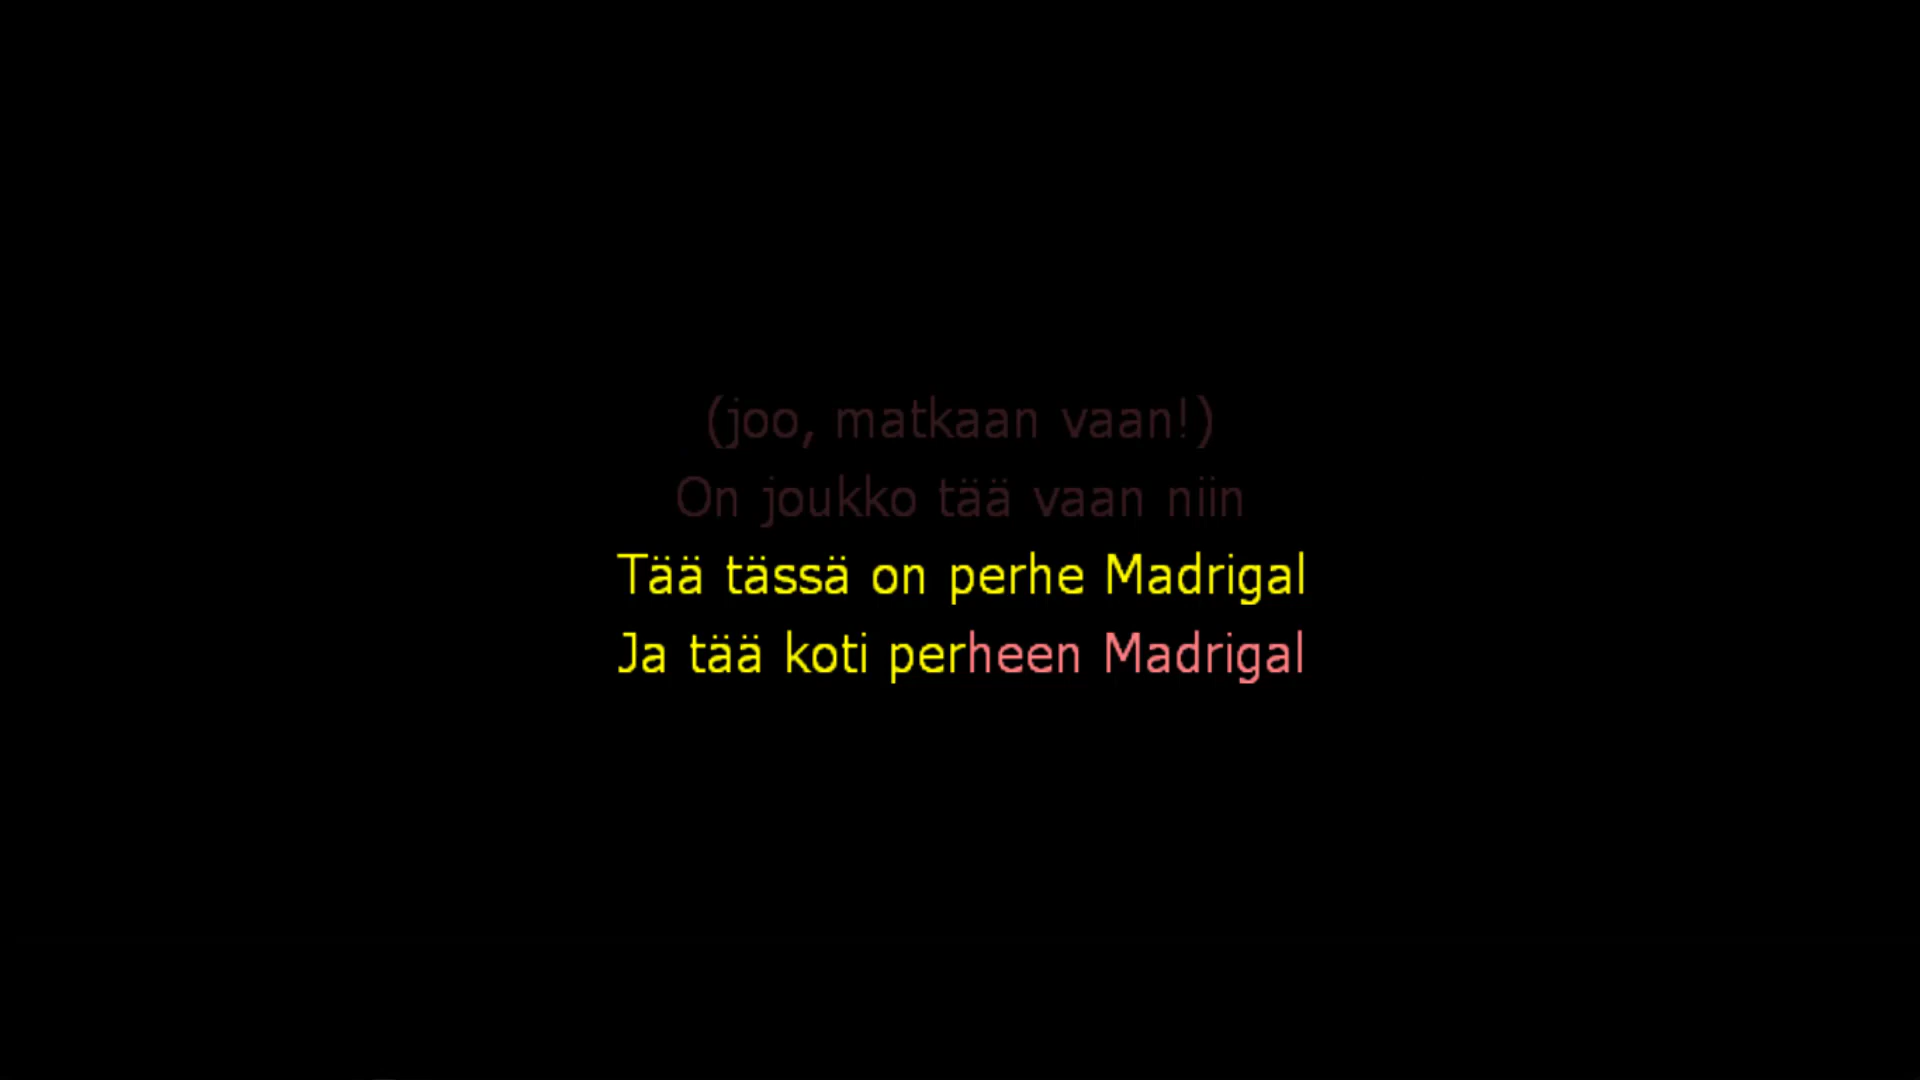 (joo, matkaan vaan!)
On joukko tää vaan niin
Tää tässä on perhe Madrigal
Ja tää koti perheen Madrigal